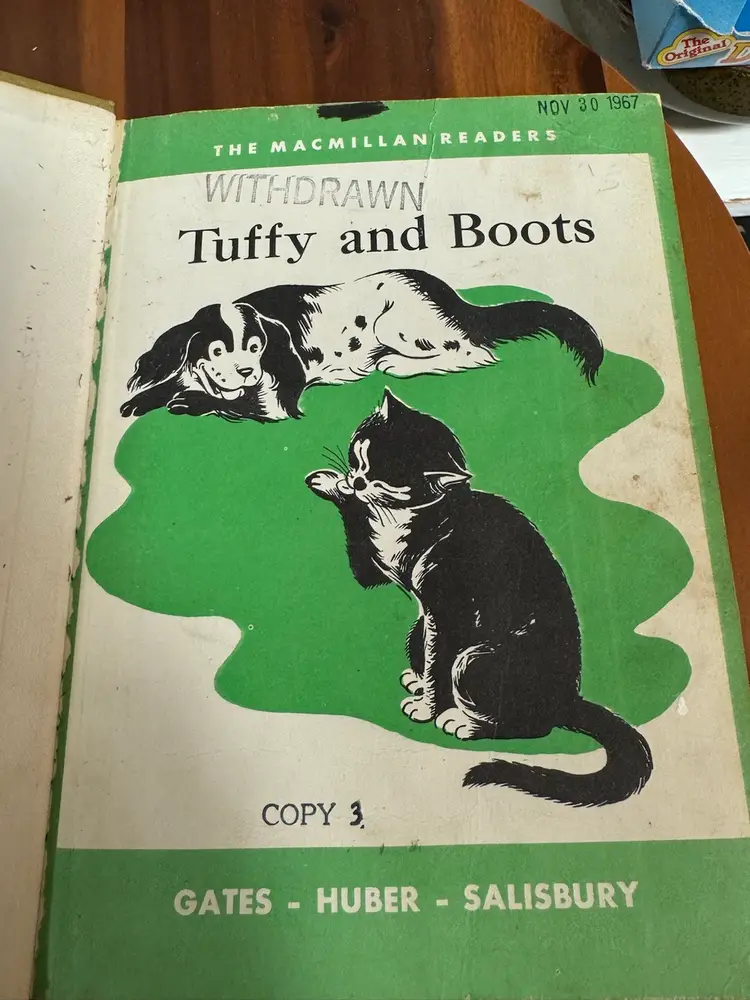 The
Original
NOV 30 1967
THE MACMILLAN READERS
WITHDRAWN
Tuffy and Boots
COPY 3.
GATES - HUBER - SALISBURY